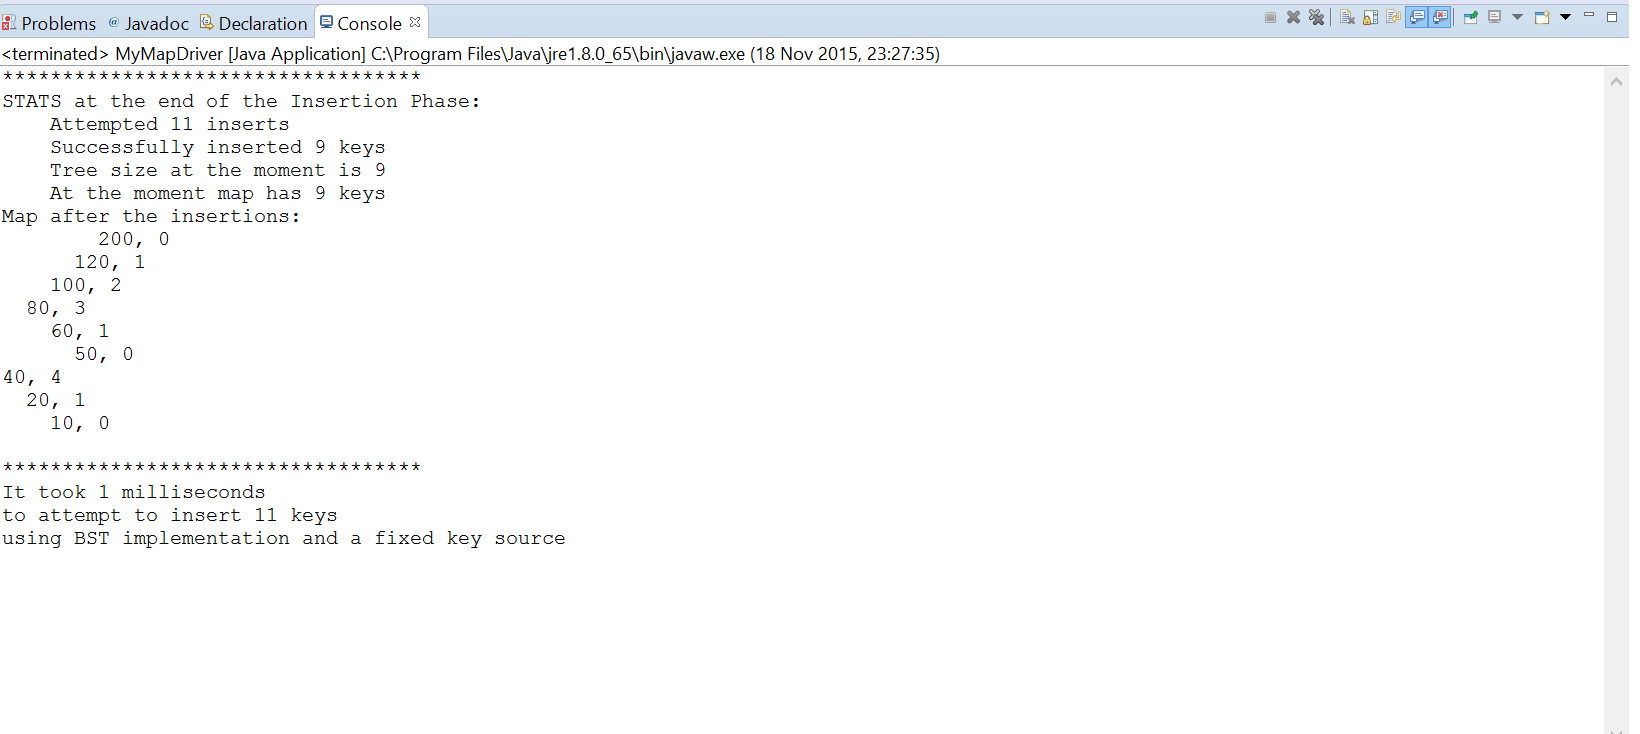 Problems @ Javadoc Declaration Console
<terminated> MyMapDriver [Java Application] C:\Program Files\Java\jre1.8.0_65\bin\javaw.exe (18 Nov 2015, 23:27:35)
***********************************
STATS at the end of the Insertion Phase:
    Attempted 11 inserts
    Successfully inserted 9 keys
    Tree size at the moment is 9
    At the moment map has 9 keys
Map after the insertions:
        200, 0
      120, 1
    100, 2
  80, 3
    60, 1
      50, 0
40, 4
  20, 1
    10, 0
***********************************
It took 1 milliseconds
to attempt to insert 11 keys
using BST implementation and a fixed key source